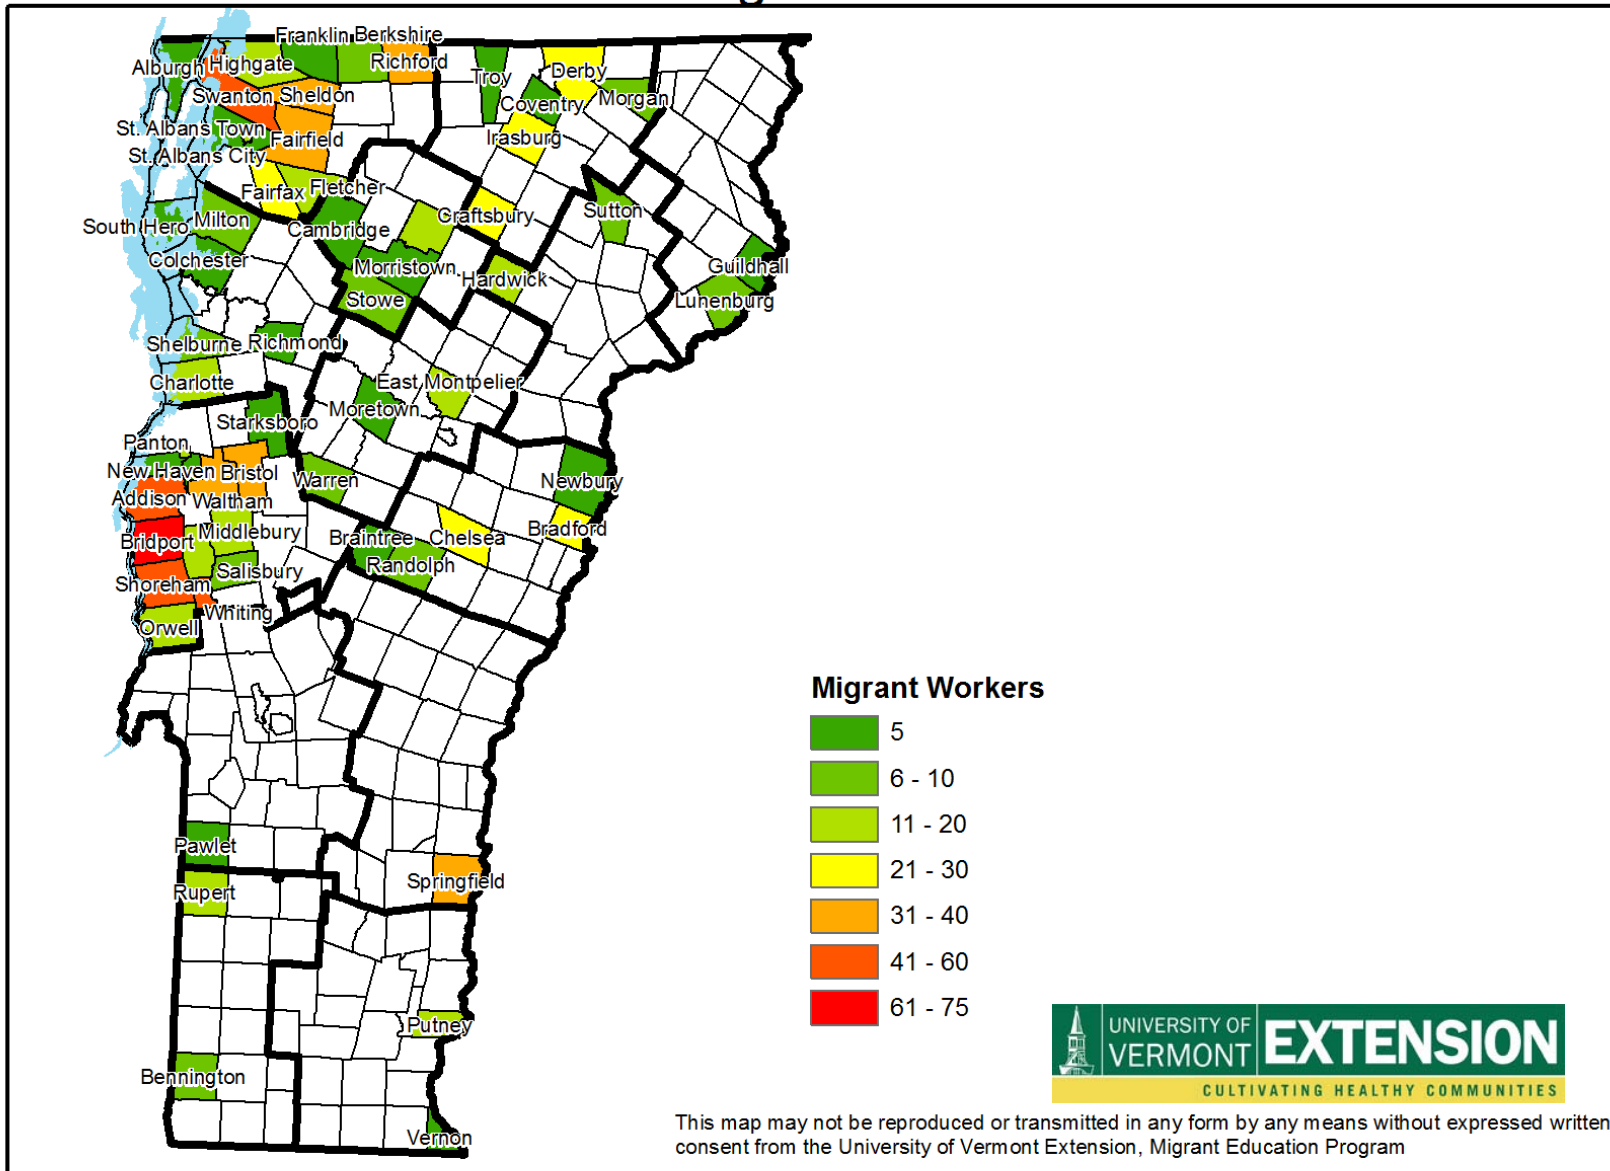 Franklin
Berkshire
Alburgh
Highgate
Richford
Troy
Derby
Swanton
Sheldon
Coventry
Morgan
St. Albans Town
Fairfield
Irasburg
St. Albans City
Fairfax
Fletcher
South Hero
Milton
Cambridge
Craftsbury
Sutton
Colchester
Morristown
Hardwick
Guildhall
Stowe
Lunenburg
Shelburne
Richmond
Charlotte
East Montpelier
Moretown
Starksboro
Panton
New Haven
Bristol
Warren
Newbury
Addison
Waltham
Bridport
Middlebury
Braintree
Chelsea
Bradford
Shoreham
Salisbury
Randolph
Whiting
Orwell
Pawlet
Rupert
Springfield
Putney
Bennington
Vernon
Migrant Workers
5
6 - 10
11 - 20
21 - 30
31 - 40
41 - 60
61 - 75
UNIVERSITY OF
VERMONT
EXTENSION
CULTIVATING HEALTHY COMMUNITIES
This map may not be reproduced or transmitted in any form by any means without expressed written
consent from the University of Vermont Extension, Migrant Education Program